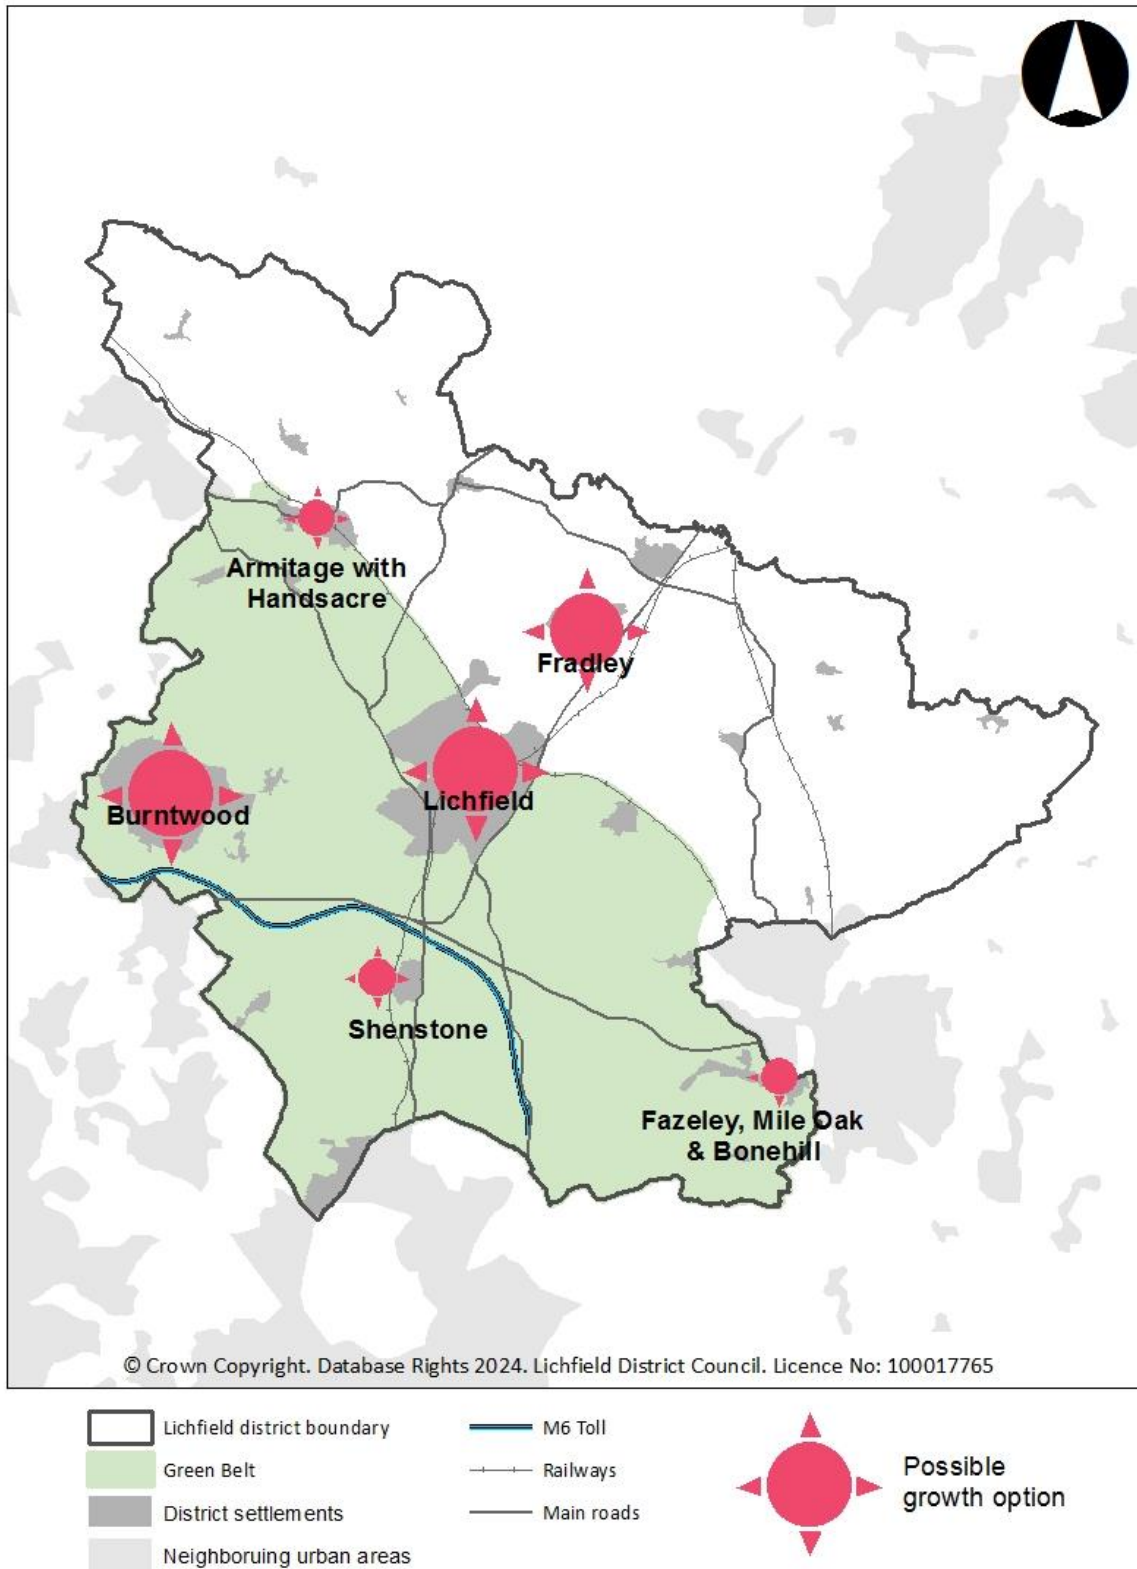 Armitage with
Handsacre
Fradley
Lichfield
Burntwood
Shenstone
Fazeley, Mile Oak
& Bonehill
© Crown Copyright. Database Rights 2024. Lichfield District Council. Licence No: 100017765
Lichfield district boundary
Green Belt
District settlements
Neighboruing urban areas
M6 Toll
Railways
Main roads
Possible
growth option